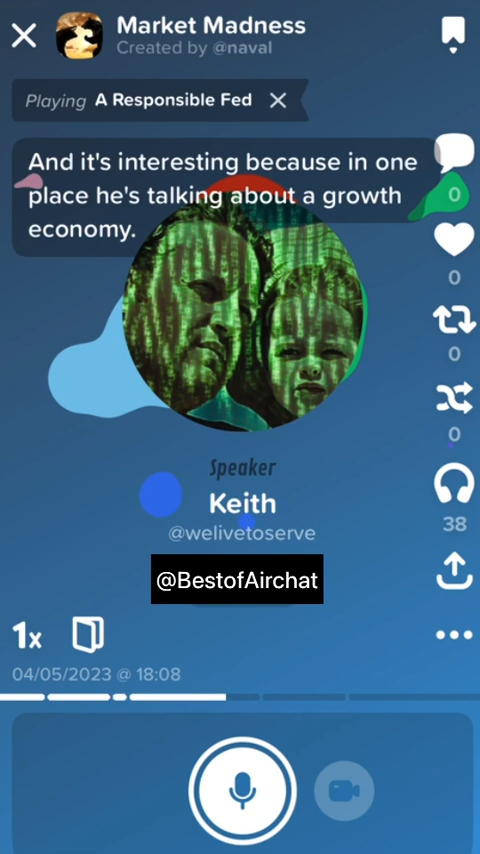 Market Madness
Created by @naval
Playing A Responsible Fed
And it's interesting because in one
place he's talking about a growth
economy.
0
0
0
0
38
Speaker
Keith
@welivetoserve
@BestofAirchat
1x
04/05/2023 @ 18:08